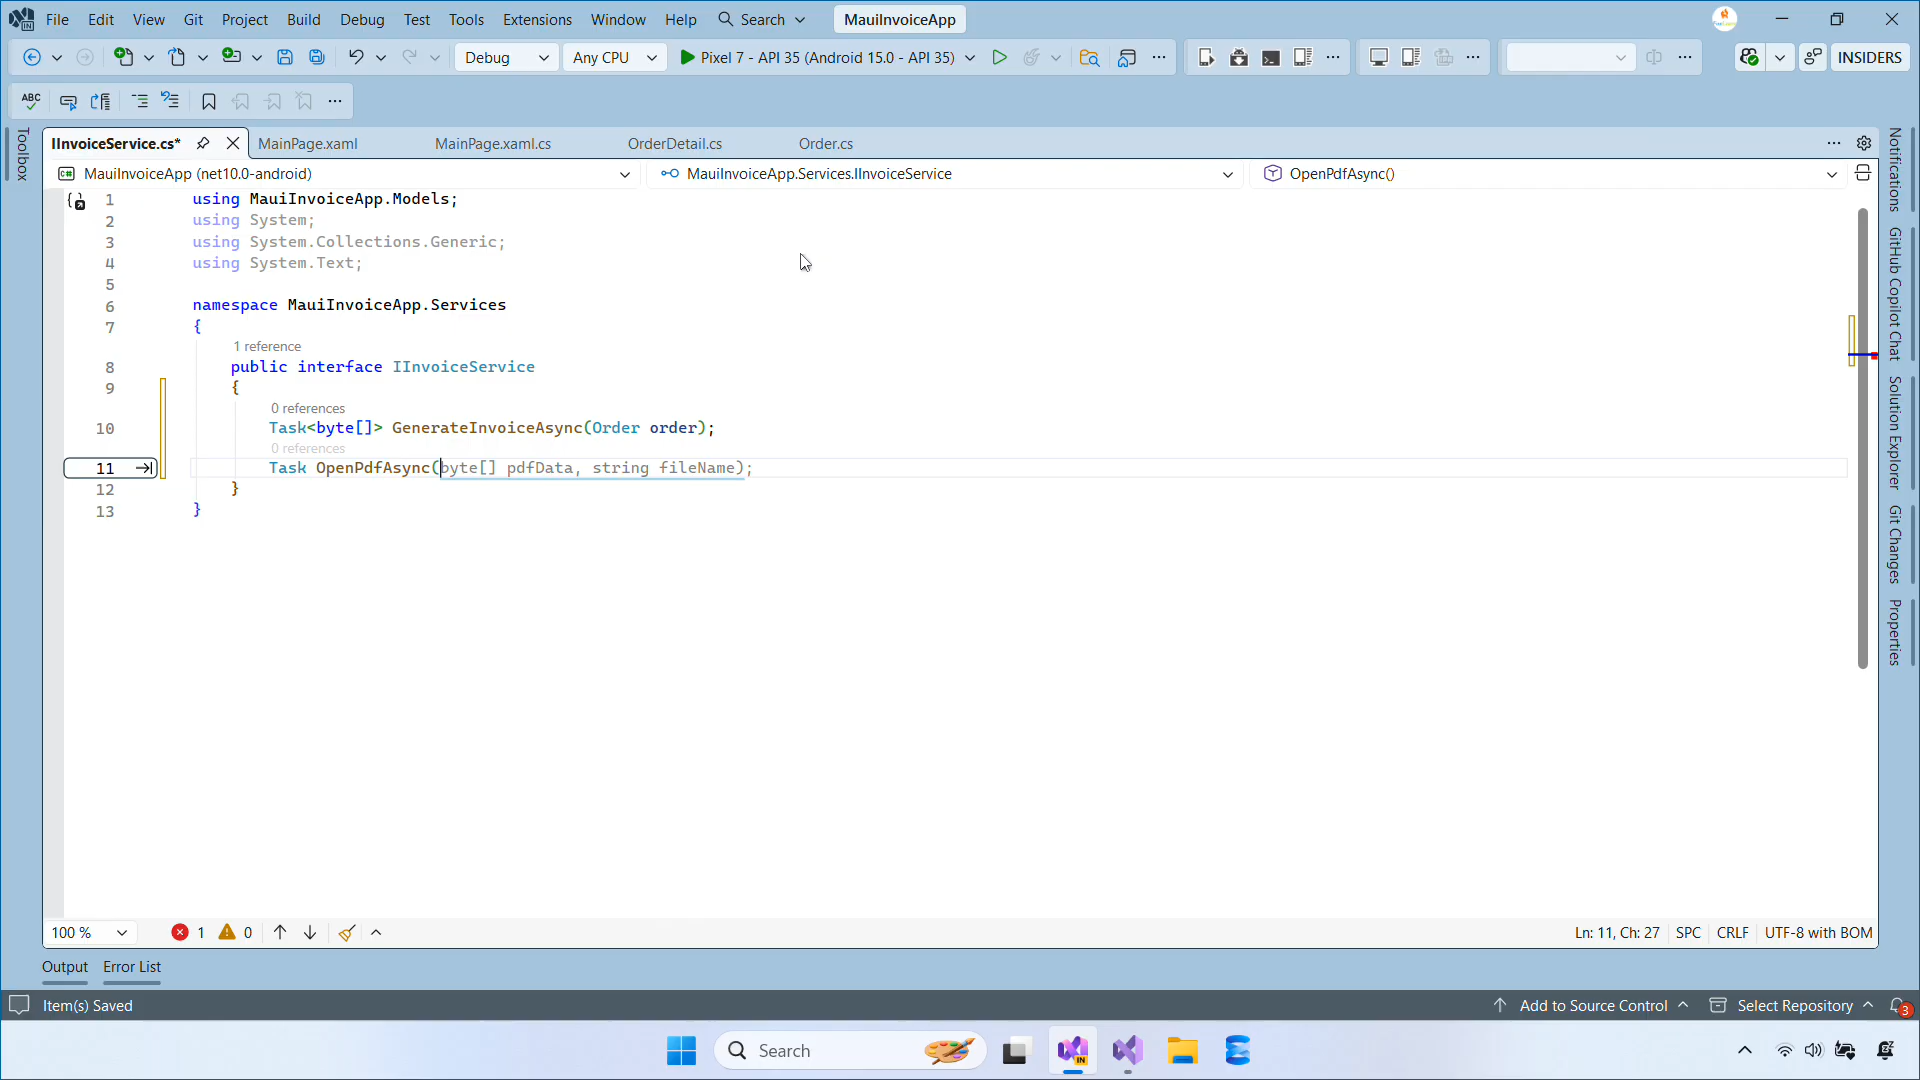 File Edit View Git Project Build Debug Test Tools Extensions Window Help Search MauiInvoiceApp
Debug Any CPU Pixel 7 - API 35 (Android 15.0 - API 35) INSIDERS
ABC
Toolbox
IInvoiceService.cs* MainPage.xaml MainPage.xaml.cs OrderDetail.cs Order.cs
MauiInvoiceApp (net10.0-android) MauiInvoiceApp.Services.IInvoiceService OpenPdfAsync()
1 using MauiInvoiceApp.Models;
2 using System;
3 using System.Collections.Generic;
4 using System.Text;
5
6 namespace MauiInvoiceApp.Services
7 {
1 reference
8 public interface IInvoiceService
9 {
0 references
10 Task<byte[]> GenerateInvoiceAsync(Order order);
0 references
11 Task OpenPdfAsync(byte[] pdfData, string fileName);
12 }
13 }
Notifications
GitHub Copilot Chat
Solution Explorer
Git Changes
Properties
100 % 1 0 Ln: 11, Ch: 27 SPC CRLF UTF-8 with BOM
Output Error List
Item(s) Saved Add to Source Control Select Repository 3
Search IN